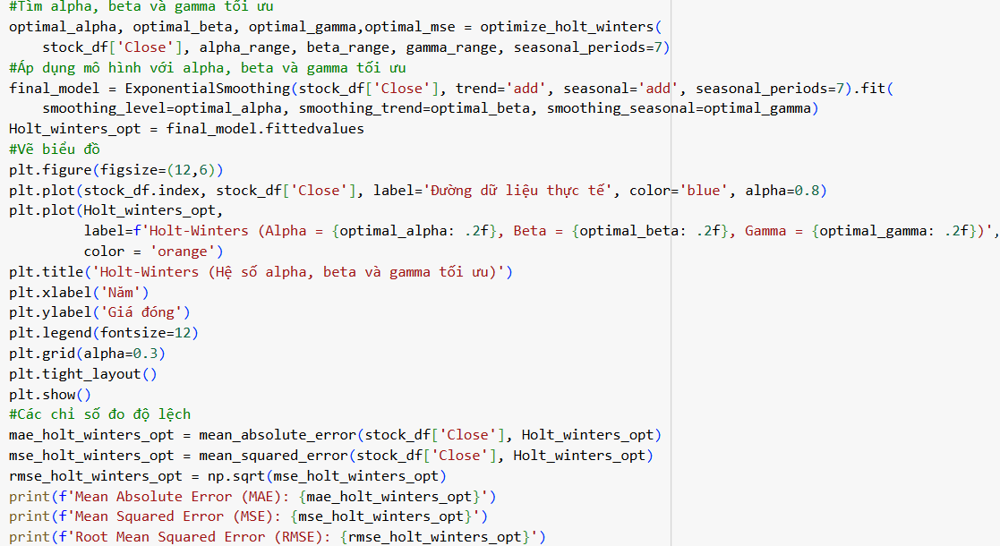 #Tìm alpha, beta và gamma tối ưu
optimal_alpha, optimal_beta, optimal_gamma,optimal_mse = optimize_holt_winters(
    stock_df['Close'], alpha_range, beta_range, gamma_range, seasonal_periods=7)
#Áp dụng mô hình với alpha, beta và gamma tối ưu
final_model = ExponentialSmoothing(stock_df['Close'], trend='add', seasonal='add', seasonal_periods=7).fit(
    smoothing_level=optimal_alpha, smoothing_trend=optimal_beta, smoothing_seasonal=optimal_gamma)
Holt_winters_opt = final_model.fittedvalues
#Vẽ biểu đồ
plt.figure(figsize=(12,6))
plt.plot(stock_df.index, stock_df['Close'], label='Đường dữ liệu thực tế', color='blue', alpha=0.8)
plt.plot(Holt_winters_opt,
         label=f'Holt-Winters (Alpha = {optimal_alpha: .2f}, Beta = {optimal_beta: .2f}, Gamma = {optimal_gamma: .2f})',
         color = 'orange')
plt.title('Holt-Winters (Hệ số alpha, beta và gamma tối ưu)')
plt.xlabel('Năm')
plt.ylabel('Giá đóng')
plt.legend(fontsize=12)
plt.grid(alpha=0.3)
plt.tight_layout()
plt.show()
#Các chỉ số đo độ lệch
mae_holt_winters_opt = mean_absolute_error(stock_df['Close'], Holt_winters_opt)
mse_holt_winters_opt = mean_squared_error(stock_df['Close'], Holt_winters_opt)
rmse_holt_winters_opt = np.sqrt(mse_holt_winters_opt)
print(f'Mean Absolute Error (MAE): {mae_holt_winters_opt}')
print(f'Mean Squared Error (MSE): {mse_holt_winters_opt}')
print(f'Root Mean Squared Error (RMSE): {rmse_holt_winters_opt}')